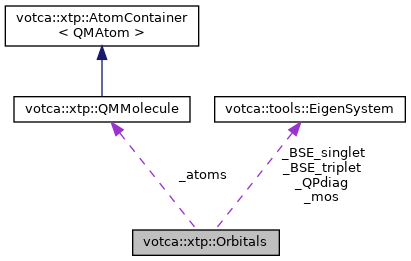 votca::xtp::AtomContainer
< QMAtom >
votca::xtp::QMMolecule
votca::tools::EigenSystem
_BSE_singlet
_BSE_triplet
_atoms
_QPdiag
_mos
votca::xtp::Orbitals